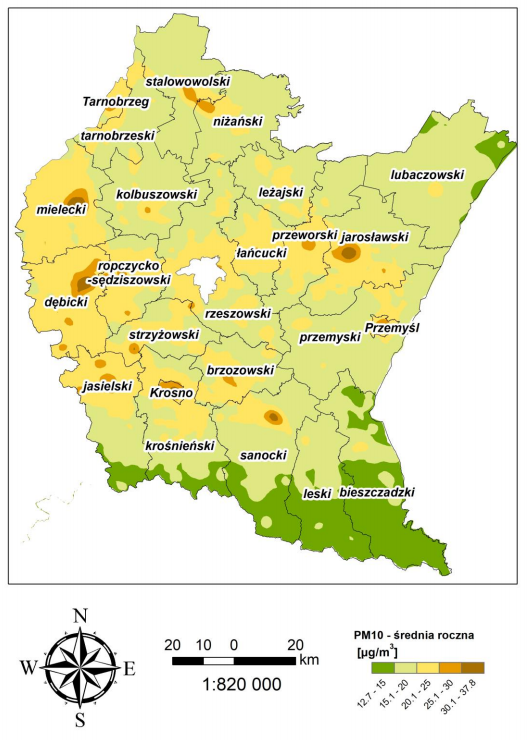 stalowowolski
Tarnobrzeg
niżański
tarnobrzeski
lubaczowski
kolbuszowski
leżajski
mielecki
przeworski
jarosławski
łańcucki
ropczycko
-sędziszowski
dębicki
rzeszowski
Przemyśl
strzyżowski
przemyski
brzozowski
jasielski
Krosno
krośnieński
sanocki
leski
bieszczadzki
N
W
E
S
20 10 0 20
km
1:820 000
PM10 - średnia roczna
[µg/m³]
12.7 - 15
15.1 - 20
20.1 - 25
25.1 - 30
30.1 - 37.8